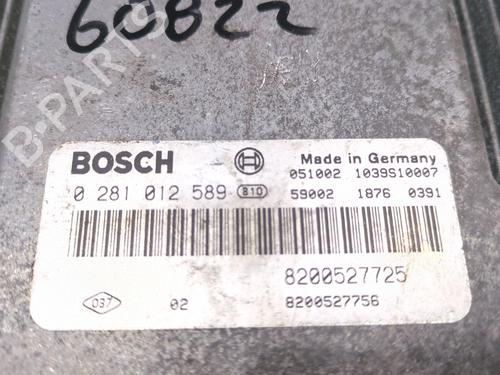 60822
B-PARTS
BOSCH
Made in Germany
051002 1039S10007
0 281 012 589 810
59002 1876 0391
8200527725
037 02 8200527756